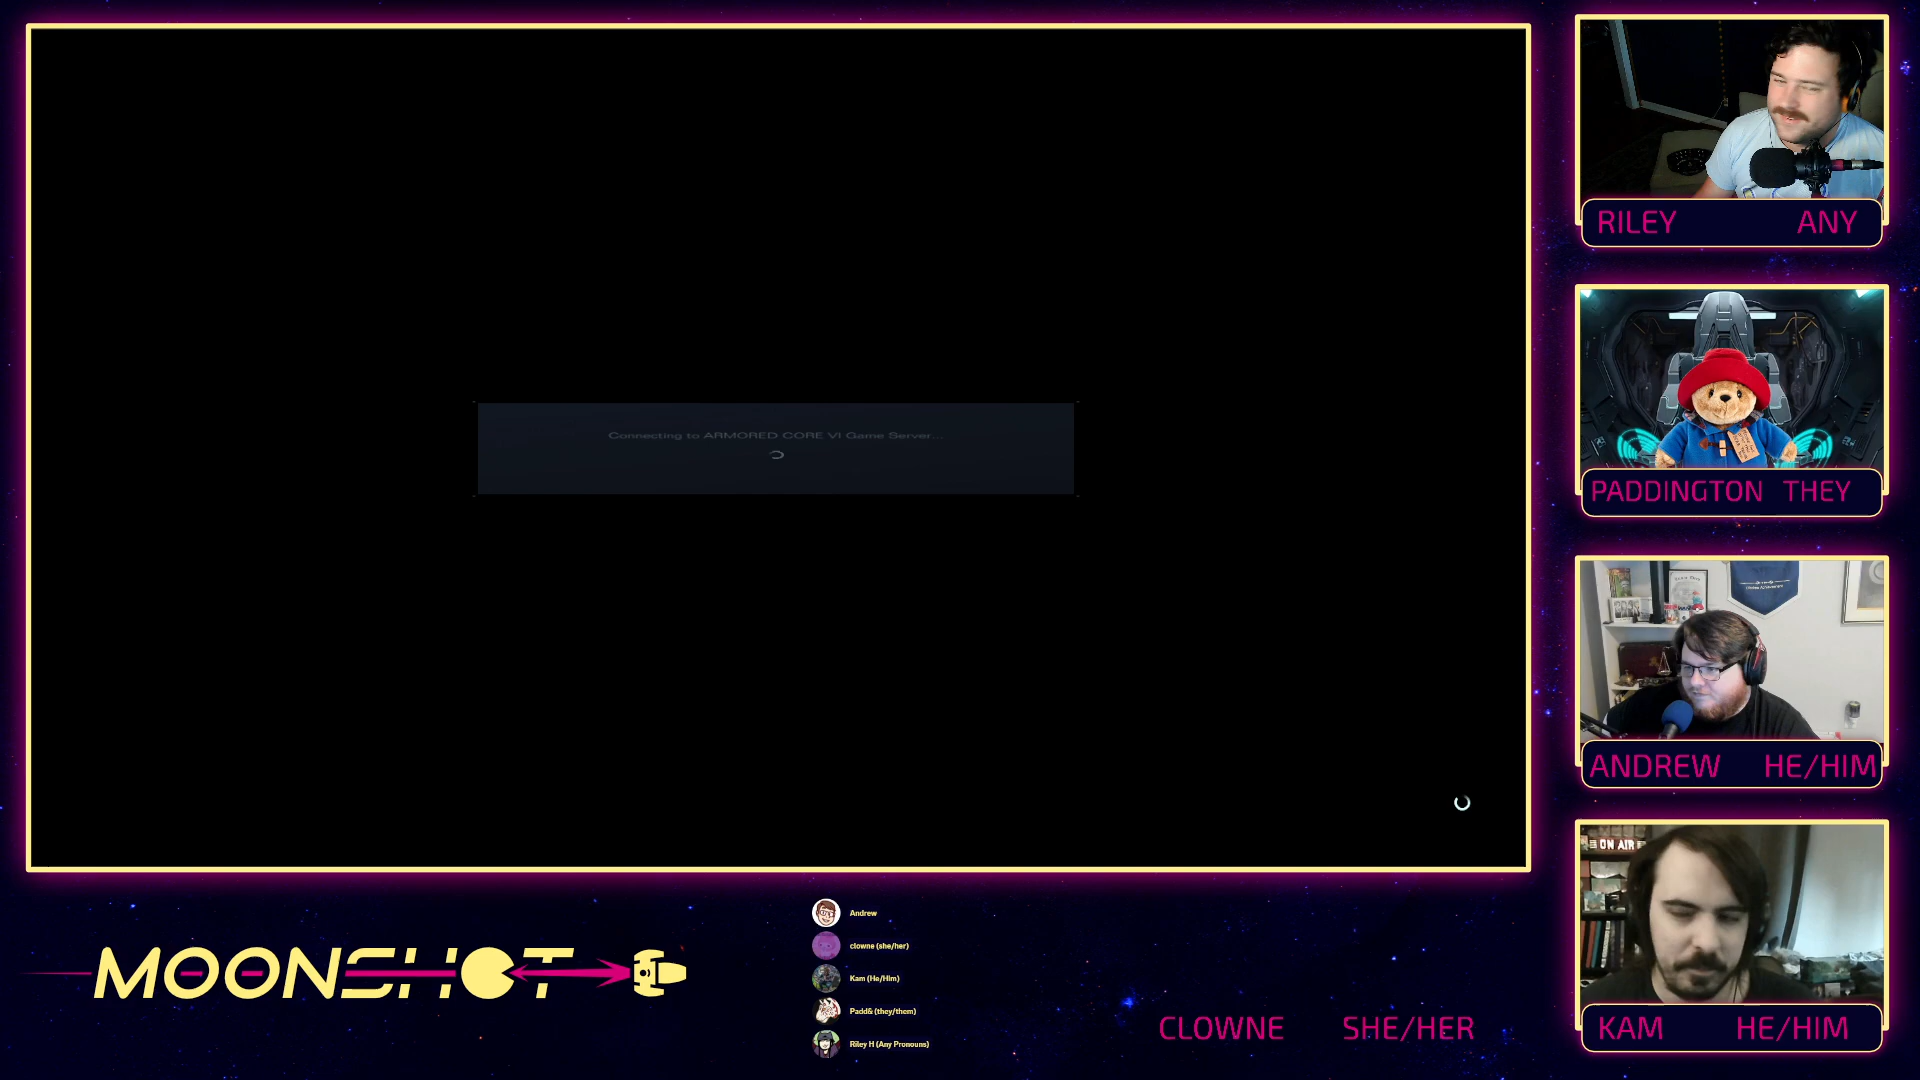 Connecting to ARMORED CORE VI Game Server...
RILEY ANY
PADDINGTON THEY
ANDREW HE/HIM
ON AIR
KAM HE/HIM
MOONSHOT
Andrew
clowne (she/her)
Kam (He/Him)
Padd& (they/them)
Riley H (Any Pronouns)
CLOWNE SHE/HER